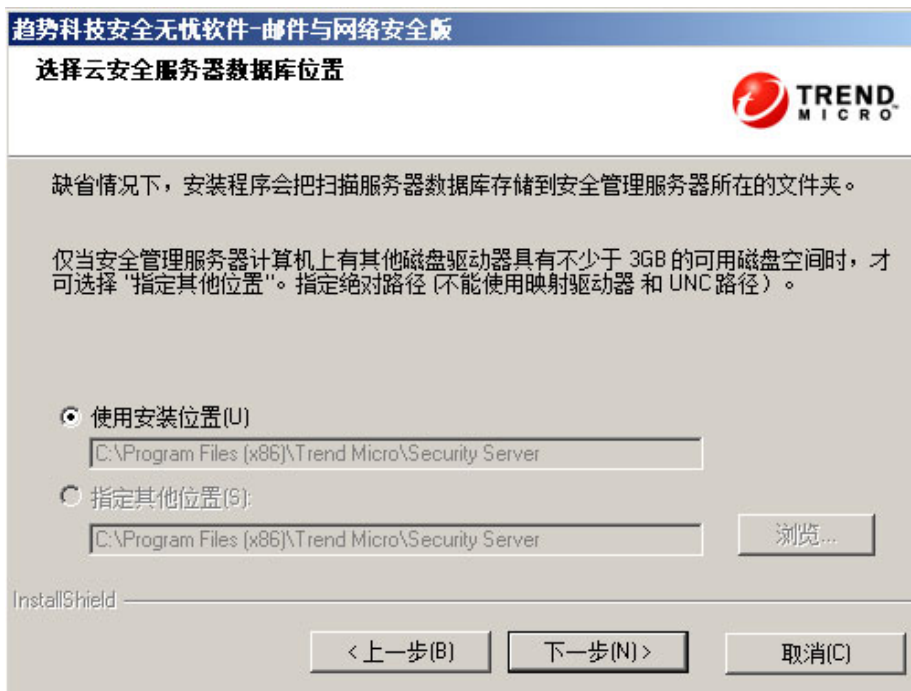 趋势科技安全无忧软件-邮件与网络安全版
选择云安全服务器数据库位置
TREND
MICRO
缺省情况下，安装程序会把扫描服务器数据库存储到安全管理服务器所在的文件夹。
仅当安全管理服务器计算机上有其他磁盘驱动器具有不少于 3GB 的可用磁盘空间时，才
可选择 "指定其他位置"。指定绝对路径 (不能使用映射驱动器 和 UNC 路径）。
使用安装位置(U)
C:\Program Files (x86)\Trend Micro\Security Server
指定其他位置(S):
C:\Program Files (x86)\Trend Micro\Security Server
浏览...
InstallShield
<上一步(B)
下一步(N)>
取消(C)